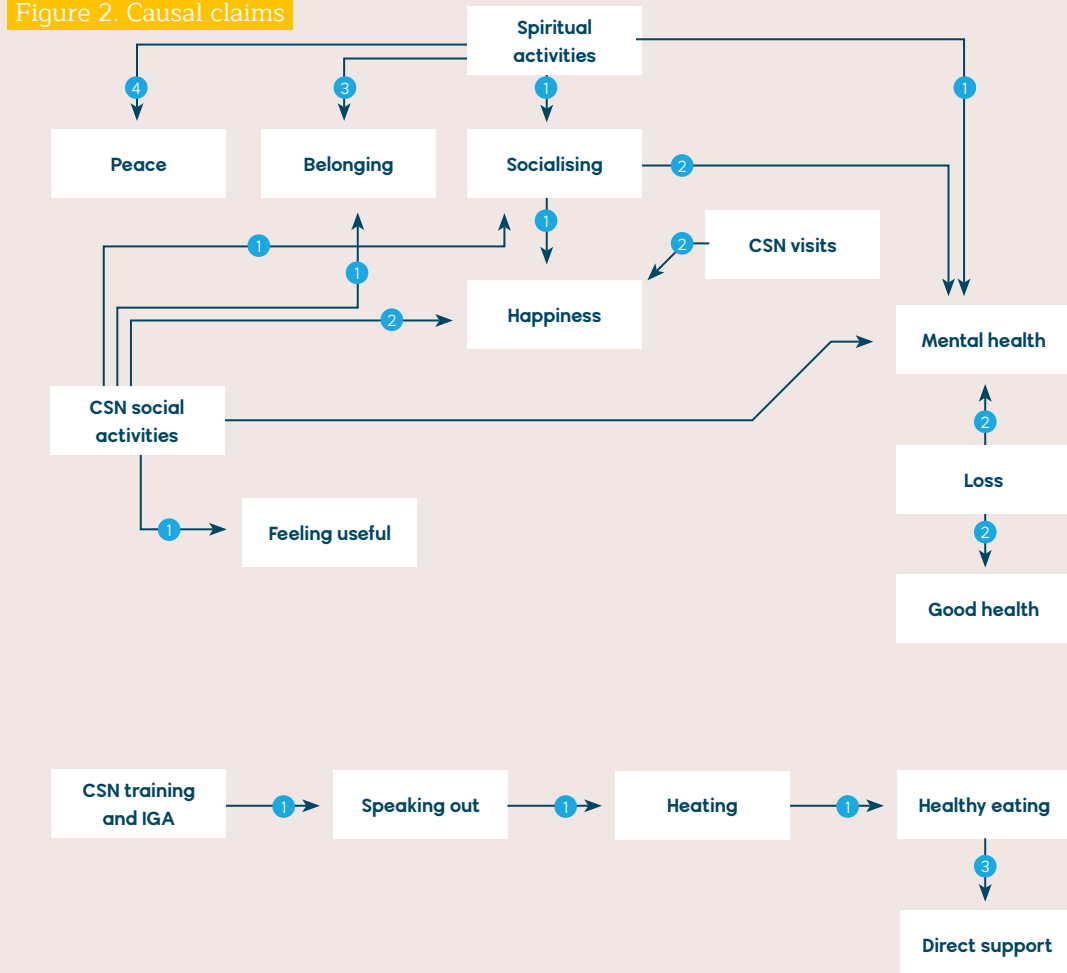 Figure 2. Causal claims
Spiritual
activities
4
3
1
1
Peace
Belonging
Socialising
2
1
CSN visits
2
1
1
Happiness
2
Mental health
CSN social
activities
2
Loss
1
Feeling useful
2
Good health
CSN training
and IGA
1
Speaking out
1
Heating
1
Healthy eating
3
Direct support